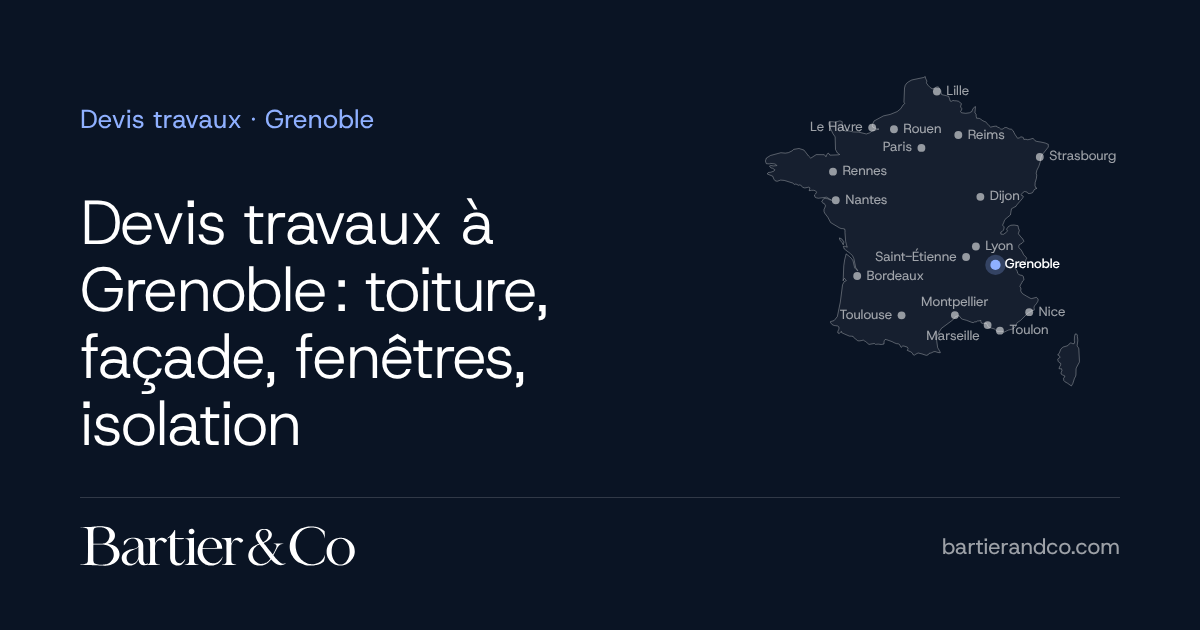 Devis travaux · Grenoble
Devis travaux à
Grenoble : toiture,
façade, fenêtres,
isolation
Lille
Le Havre
Rouen
Reims
Paris
Strasbourg
Rennes
Nantes
Dijon
Lyon
Saint-Étienne
Grenoble
Bordeaux
Montpellier
Toulouse
Nice
Marseille
Toulon
Bartier & Co
bartierandco.com